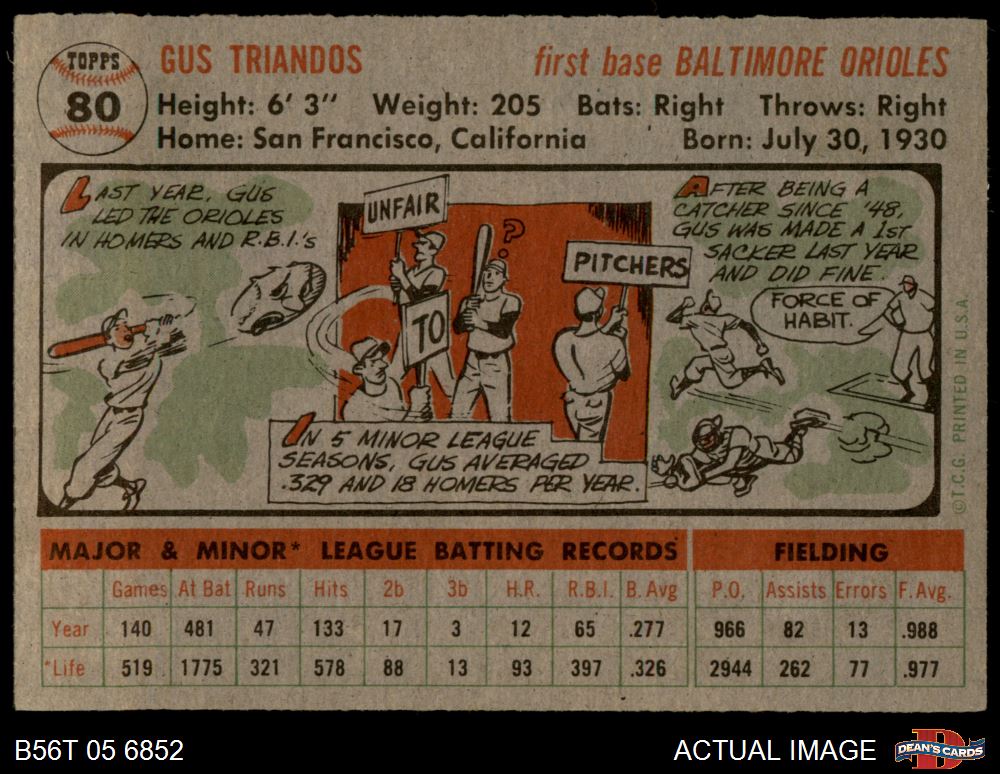 TOPPS
80
GUS TRIANDOS
first base BALTIMORE ORIOLES
Height: 6' 3" Weight: 205 Bats: Right Throws: Right
Home: San Francisco, California Born: July 30, 1930
LAST YEAR, GUS
LED THE ORIOLES
IN HOMERS AND R.B.I.'s
UNFAIR
TO
?
PITCHERS
IN 5 MINOR LEAGUE
SEASONS, GUS AVERAGED
.329 AND 18 HOMERS PER YEAR.
AFTER BEING A
CATCHER SINCE '48,
GUS WAS MADE A 1st
SACKER LAST YEAR
AND DID FINE.
FORCE OF
HABIT.
©T.C.G. PRINTED IN U.S.A.
MAJOR & MINOR* LEAGUE BATTING RECORDS FIELDING
Games At Bat Runs Hits 2b 3b H.R. R.B.I. B. Avg P.O. Assists Errors F. Avg.
Year 140 481 47 133 17 3 12 65 .277 966 82 13 .988
*Life 519 1775 321 578 88 13 93 397 .326 2944 262 77 .977
B56T 05 6852
ACTUAL IMAGE
D
DEAN'S CARDS